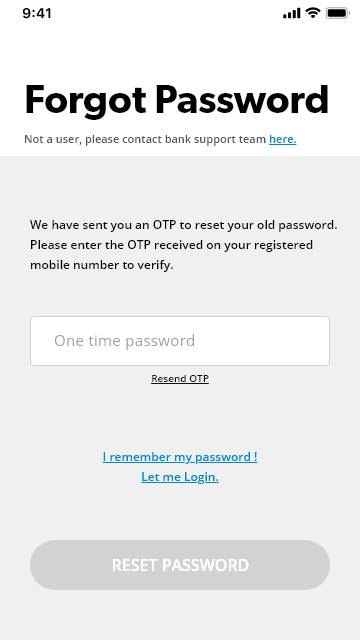 9:41
Forgot Password
Not a user, please contact bank support team here.
We have sent you an OTP to reset your old password.
Please enter the OTP received on your registered
mobile number to verify.
One time password
Resend OTP
I remember my password !
Let me Login.
RESET PASSWORD